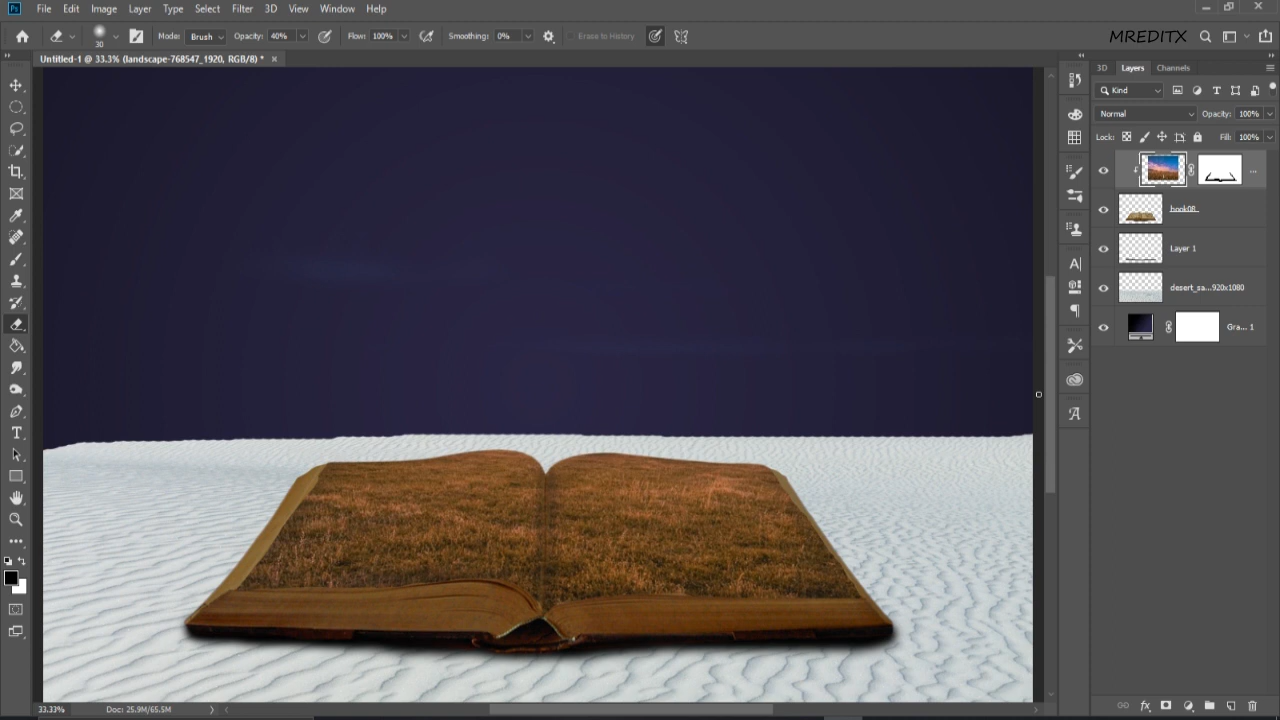 Ps File Edit Image Layer Type Select Filter 3D View Window Help
30 Mode: Brush Opacity: 40% Flow: 100% Smoothing: 0% Erase to History MREDITX
Untitled-1 @ 33.3% (landscape-768547_1920, RGB/8) * ×
3D Layers Channels
Kind
Normal Opacity: 100%
Lock: Fill: 100%
...
book08
Layer 1
desert_sa...920x1080
Gra... 1
33.33% Doc: 25.9M/65.5M